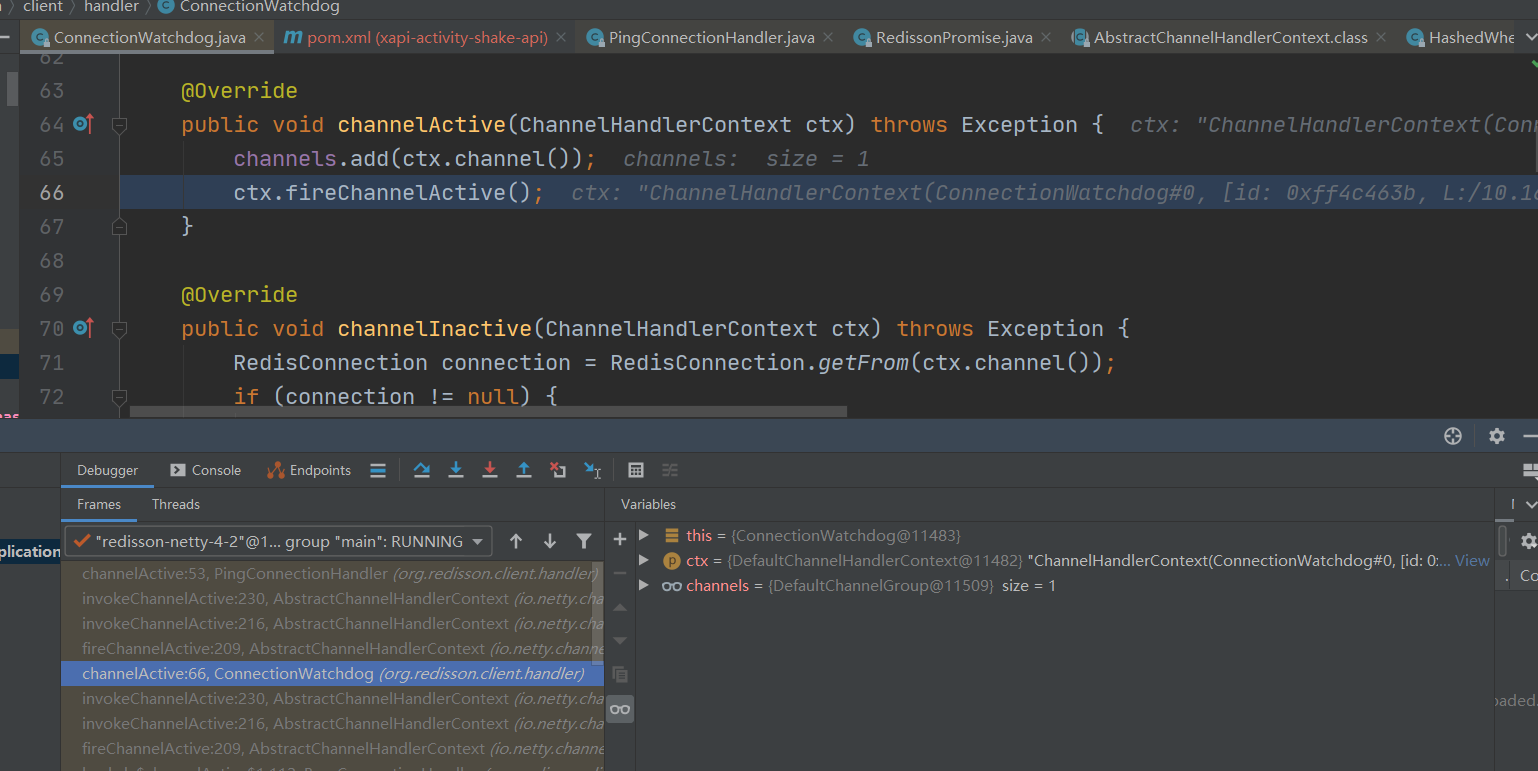 client 〉 handler 〉 ConnectionWatchdog
ConnectionWatchdog.java × pom.xml (xapi-activity-shake-api) × PingConnectionHandler.java × RedissonPromise.java × AbstractChannelHandlerContext.class × HashedWhe
62
63 @Override
64 public void channelActive(ChannelHandlerContext ctx) throws Exception { ctx: "ChannelHandlerContext(Conn
65 channels.add(ctx.channel()); channels: size = 1
66 ctx.fireChannelActive(); ctx: "ChannelHandlerContext(ConnectionWatchdog#0, [id: 0xff4c463b, L:/10.18
67 }
68
69 @Override
70 public void channelInactive(ChannelHandlerContext ctx) throws Exception {
71 RedisConnection connection = RedisConnection.getFrom(ctx.channel());
72 if (connection != null) {
Debugger Console Endpoints
Frames Threads Variables
"redisson-netty-4-2"@1... group "main": RUNNING
plication
channelActive:53, PingConnectionHandler (org.redisson.client.handler)
invokeChannelActive:230, AbstractChannelHandlerContext (io.netty.cha
invokeChannelActive:216, AbstractChannelHandlerContext (io.netty.cha
fireChannelActive:209, AbstractChannelHandlerContext (io.netty.channe
channelActive:66, ConnectionWatchdog (org.redisson.client.handler)
invokeChannelActive:230, AbstractChannelHandlerContext (io.netty.cha
invokeChannelActive:216, AbstractChannelHandlerContext (io.netty.cha
fireChannelActive:209, AbstractChannelHandlerContext (io.netty.channe
this = {ConnectionWatchdog@11483}
ctx = {DefaultChannelHandlerContext@11482} "ChannelHandlerContext(ConnectionWatchdog#0, [id: 0:... View
channels = {DefaultChannelGroup@11509} size = 1
Co
oaded.